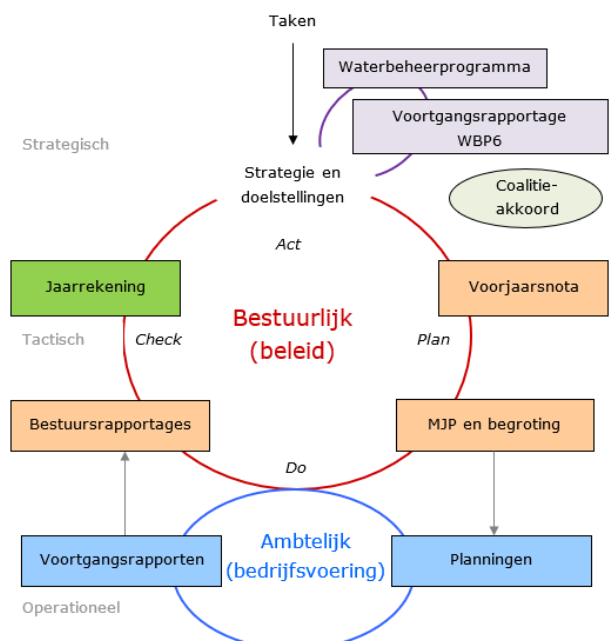 Taken
Waterbeheerprogramma
Voortgangsrapportage
WBP6
Strategisch
Strategie en
doelstellingen
Coalitie-
akkoord
Act
Jaarrekening
Voorjaarsnota
Bestuurlijk
(beleid)
Tactisch
Check
Plan
Bestuursrapportages
MJP en begroting
Do
Ambtelijk
(bedrijfsvoering)
Voortgangsrapporten
Planningen
Operationeel